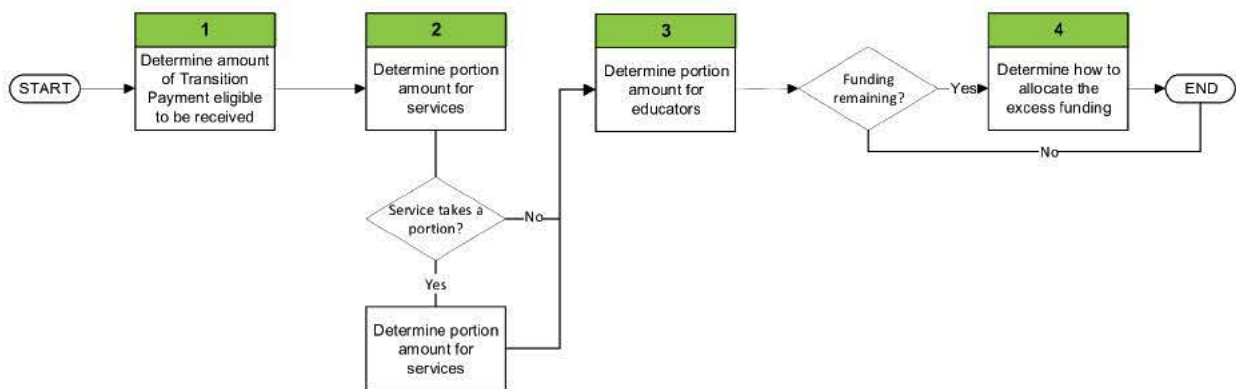 START
1
Determine amount
of Transition
Payment eligible
to be received
2
Determine portion
amount for
services
Service takes a
portion?
No
Yes
Determine portion
amount for
services
3
Determine portion
amount for
educators
Funding
remaining?
Yes
No
4
Determine how to
allocate the
excess funding
END